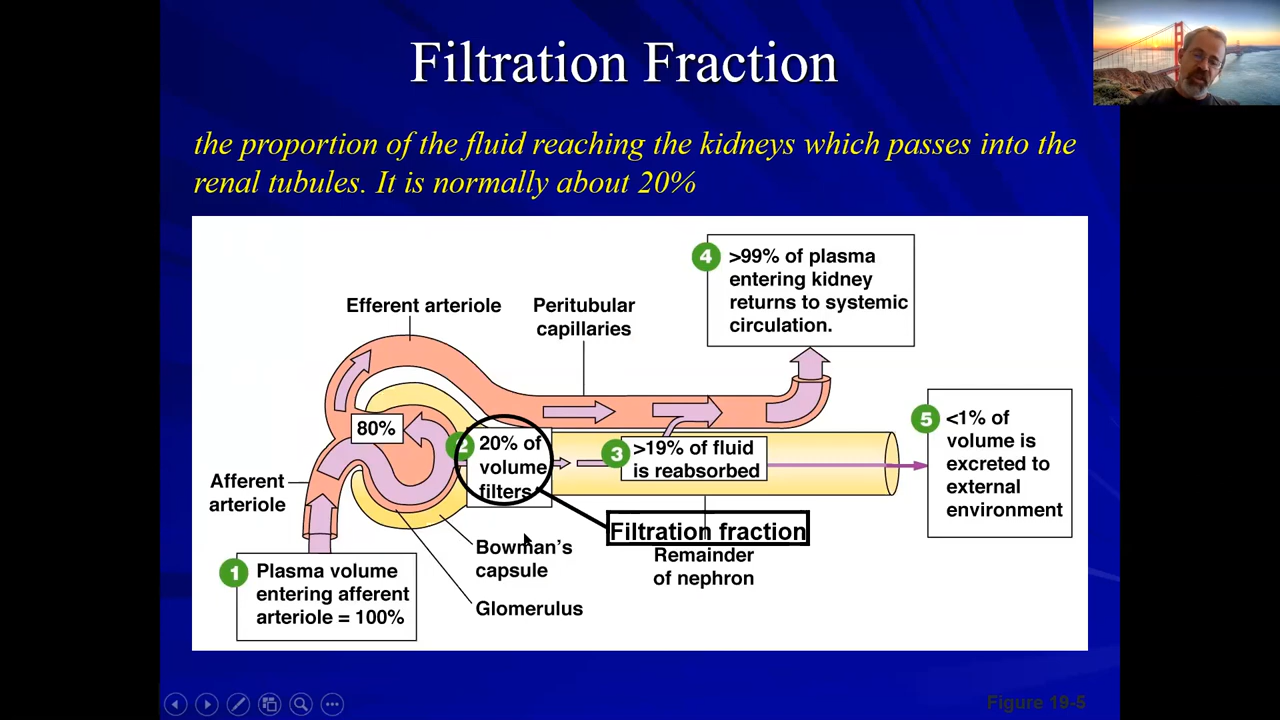 Filtration Fraction
the proportion of the fluid reaching the kidneys which passes into the
renal tubules. It is normally about 20%
4
>99% of plasma
entering kidney
returns to systemic
circulation.
Efferent arteriole
Peritubular
capillaries
80%
2
20% of
volume
filters
3
>19% of fluid
is reabsorbed
5
<1% of
volume is
excreted to
external
environment
Afferent
arteriole
Filtration fraction
Remainder
of nephron
Bowman's
capsule
Glomerulus
1
Plasma volume
entering afferent
arteriole = 100%
Figure 19-5